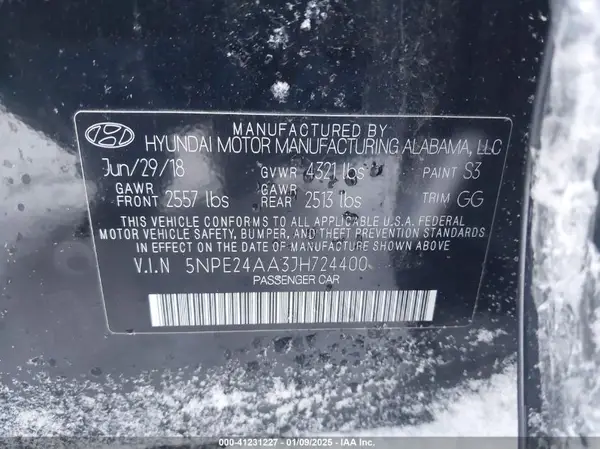 MANUFACTURED BY
HYUNDAI MOTOR MANUFACTURING ALABAMA, LLC
Jun/29/18 GVWR 4321 lbs PAINT S3
GAWR FRONT 2557 lbs GAWR REAR 2513 lbs TRIM GG
THIS VEHICLE CONFORMS TO ALL APPLICABLE U.S.A. FEDERAL
MOTOR VEHICLE SAFETY, BUMPER, AND THEFT PREVENTION STANDARDS
IN EFFECT ON THE DATE OF MANUFACTURE SHOWN ABOVE
V.I.N 5NPE24AA3JH724400
PASSENGER CAR
000-41231227 - 01/09/2025 - IAA Inc.